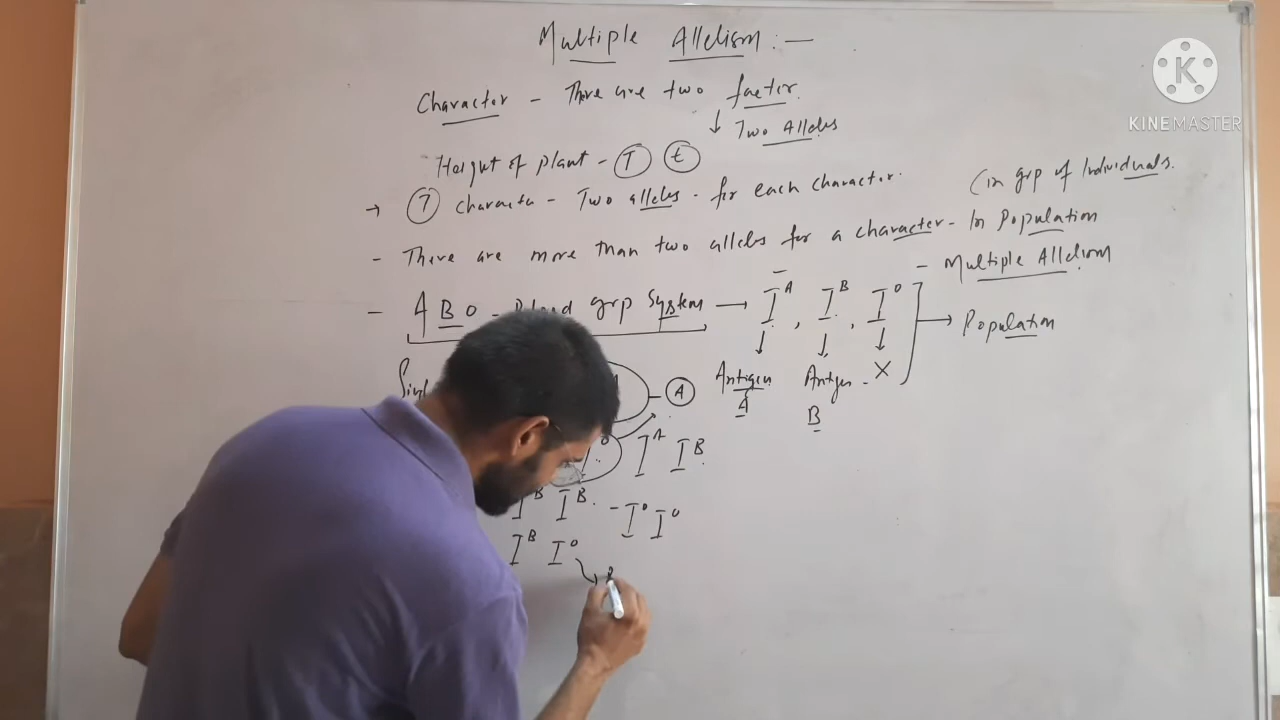 Multiple Allelism : —
Character - There are two factor.
↓ Two Alleles
Height of plant - T t
→ 7 character - Two alleles - for each character.
(in grp of Individuals.
- There are more than two alleles for a character - In Population
- Multiple Allelism
- ABO - Blood grp System → I^A , I^B , I^O → Population
↓ ↓ ↓
Antigen A Antgen B - X
A
I^A I^B
I^B I^B - I^O I^O
I^B I^O
KINEMASTER